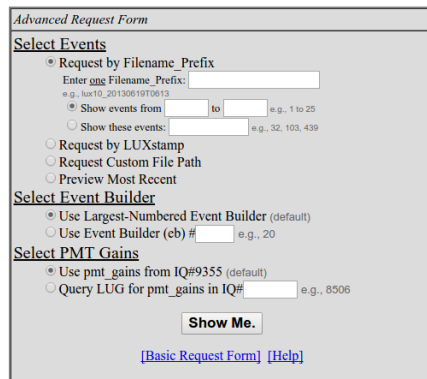 Advanced Request Form
Select Events
Request by Filename_Prefix
Enter one Filename_Prefix:
e.g., lux10_20130619T0613
Show events from to e.g., 1 to 25
Show these events: e.g., 32, 103, 439
Request by LUXstamp
Request Custom File Path
Preview Most Recent
Select Event Builder
Use Largest-Numbered Event Builder (default)
Use Event Builder (eb) # e.g., 20
Select PMT Gains
Use pmt_gains from IQ#9355 (default)
Query LUG for pmt_gains in IQ# e.g., 8506
Show Me.
[Basic Request Form] [Help]